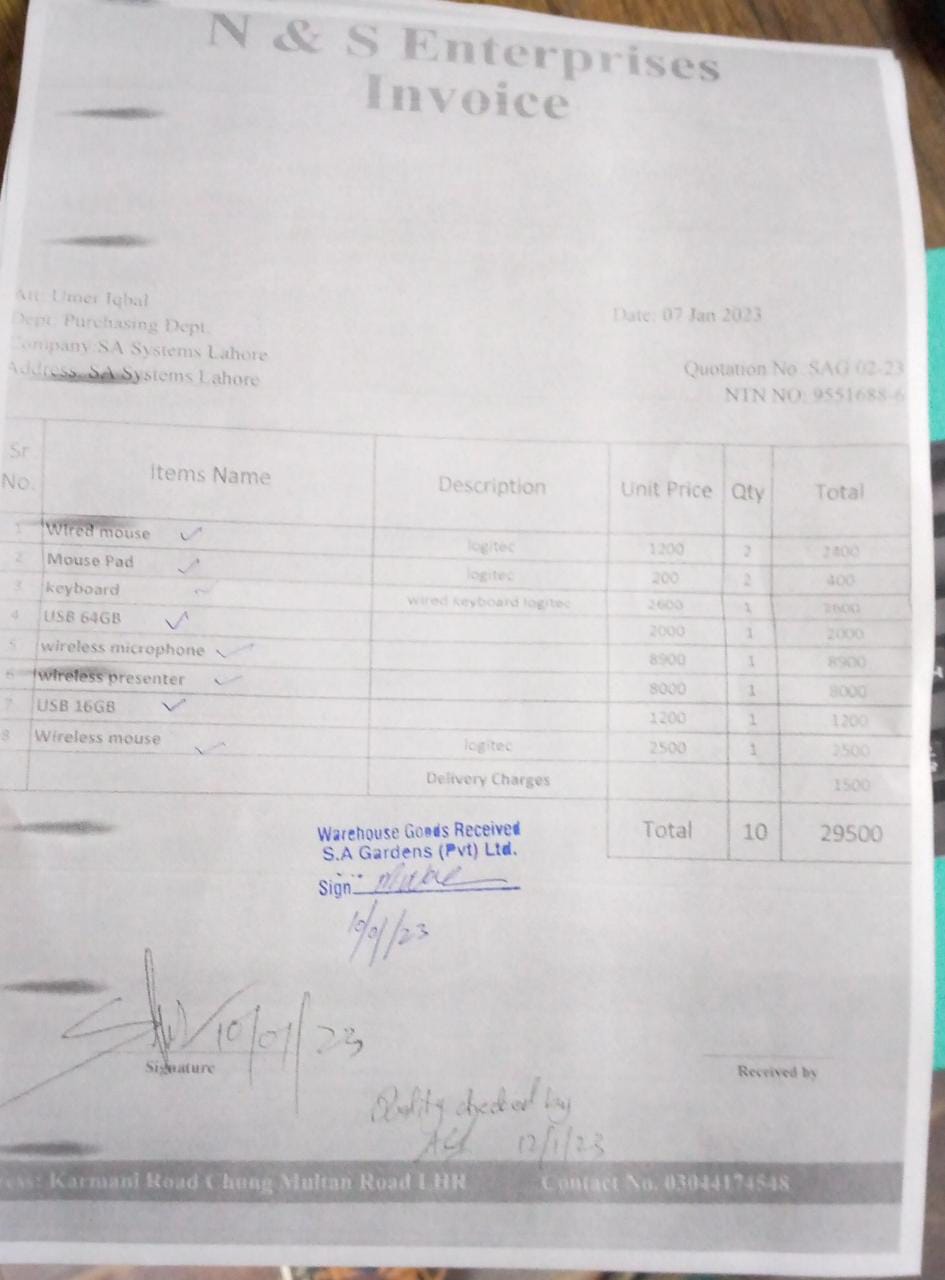 N & S Enterprises
Invoice
Att: Umer Iqbal
Date: 07 Jan 2023
Dept: Purchasing Dept.
Company: SA Systems Lahore
Address: SA Systems Lahore
Quotation No: SAG 02-23
NTN NO: 9551688-6
Sr No. Items Name Description Unit Price Qty Total
1 Wired mouse logitec 1200 2 2400
2 Mouse Pad logitec 200 2 400
3 keyboard wired keyboard logitec 2600 1 2600
4 USB 64GB 2000 1 2000
5 wireless microphone 8900 1 8900
6 wireless presenter 8000 1 8000
7 USB 16GB 1200 1 1200
8 Wireless mouse logitec 2500 1 2500
Delivery Charges 1500
Total 10 29500
Warehouse Goods Received
S.A Gardens (Pvt) Ltd.
Sign
10/01/23
10/01/23
Signature
Received by
Quality checked by
12/1/23
Karmani Road Chung Multan Road LHR Contact No. 03044174548